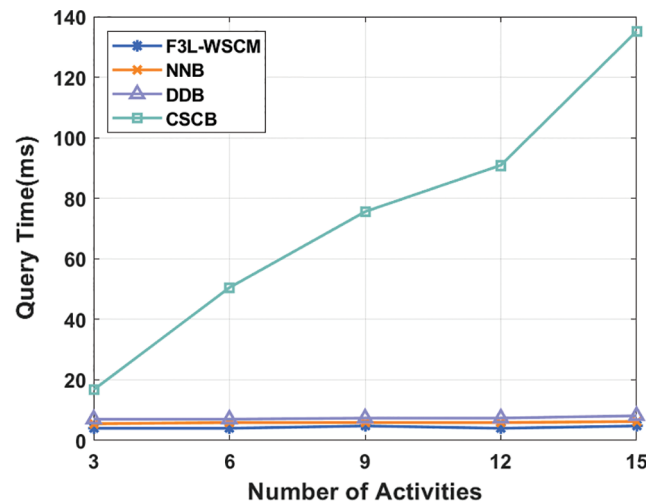 140
120
100
80
60
40
20
0
Query Time(ms)
F3L-WSCM
NNB
DDB
CSCB
3
6
9
12
15
Number of Activities